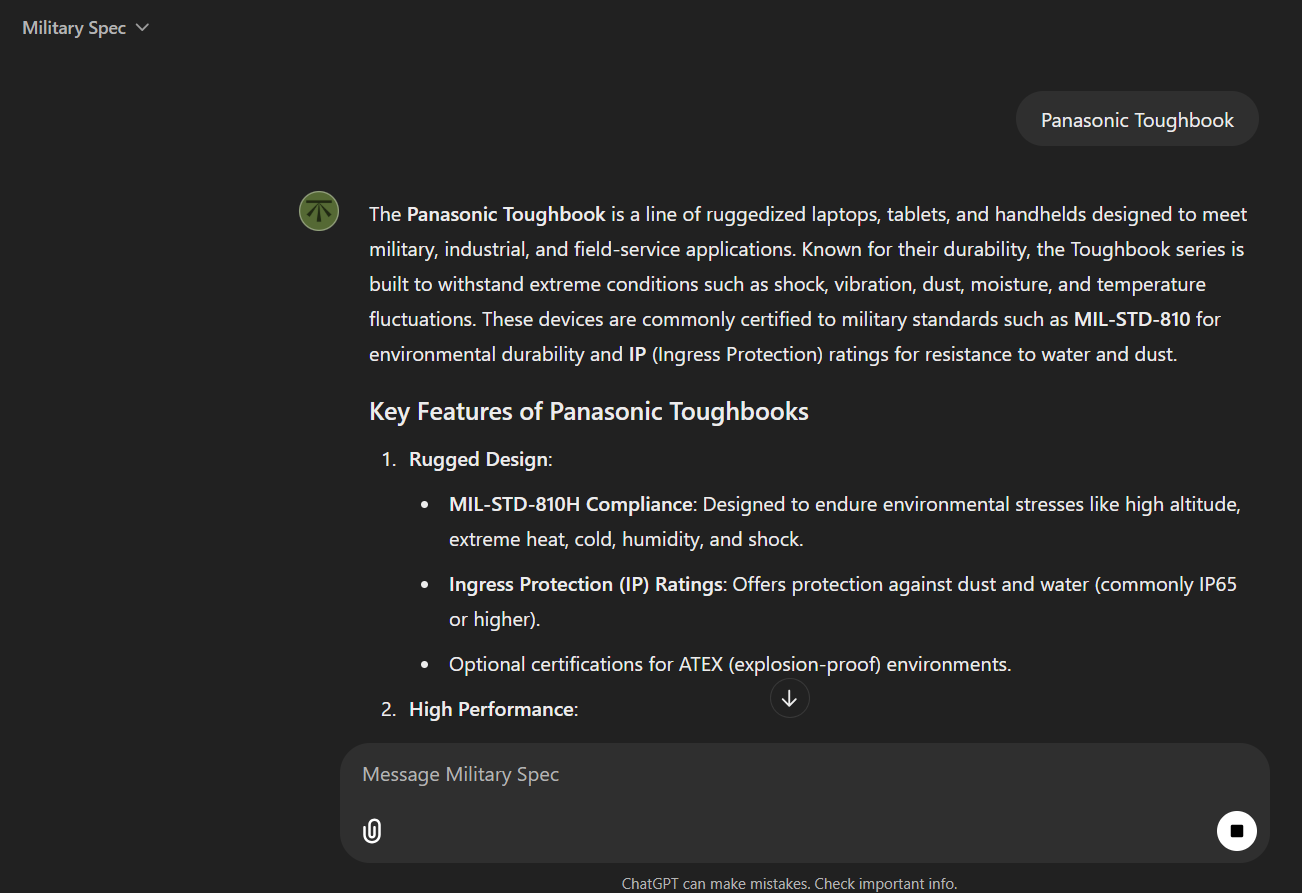 Military Spec
Panasonic Toughbook
The Panasonic Toughbook is a line of ruggedized laptops, tablets, and handhelds designed to meet
military, industrial, and field-service applications. Known for their durability, the Toughbook series is
built to withstand extreme conditions such as shock, vibration, dust, moisture, and temperature
fluctuations. These devices are commonly certified to military standards such as MIL-STD-810 for
environmental durability and IP (Ingress Protection) ratings for resistance to water and dust.
Key Features of Panasonic Toughbooks
1. Rugged Design:
• MIL-STD-810H Compliance: Designed to endure environmental stresses like high altitude,
extreme heat, cold, humidity, and shock.
• Ingress Protection (IP) Ratings: Offers protection against dust and water (commonly IP65
or higher).
• Optional certifications for ATEX (explosion-proof) environments.
2. High Performance:
Message Military Spec
ChatGPT can make mistakes. Check important info.